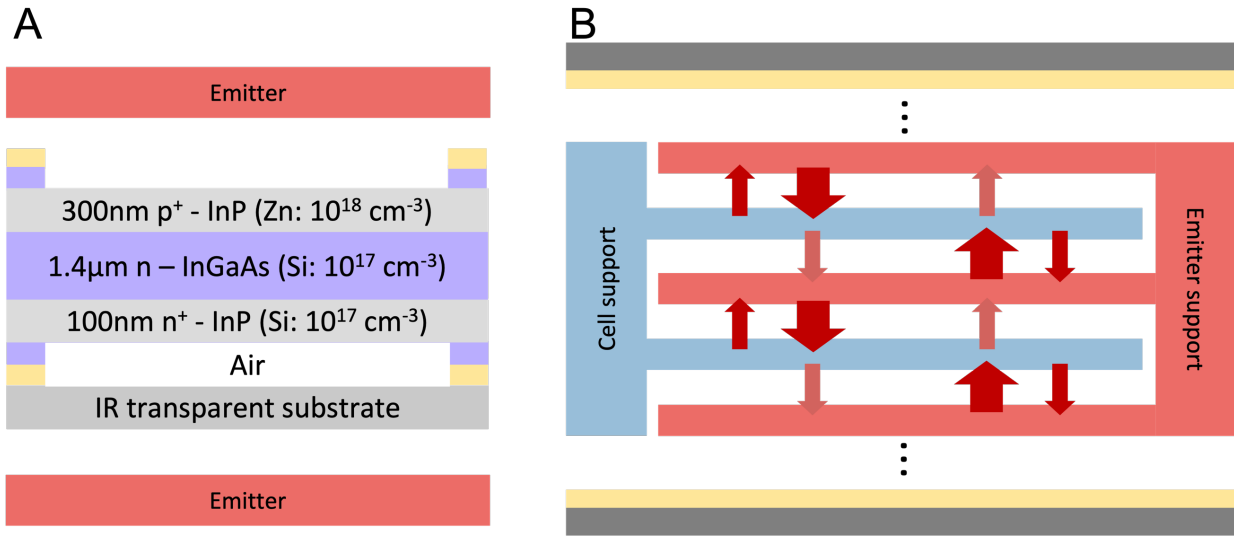 A
Emitter
300nm p⁺ - InP (Zn: 10¹⁸ cm⁻³)
1.4μm n – InGaAs (Si: 10¹⁷ cm⁻³)
100nm n⁺ - InP (Si: 10¹⁷ cm⁻³)
Air
IR transparent substrate
Emitter
B
Cell support
Emitter support